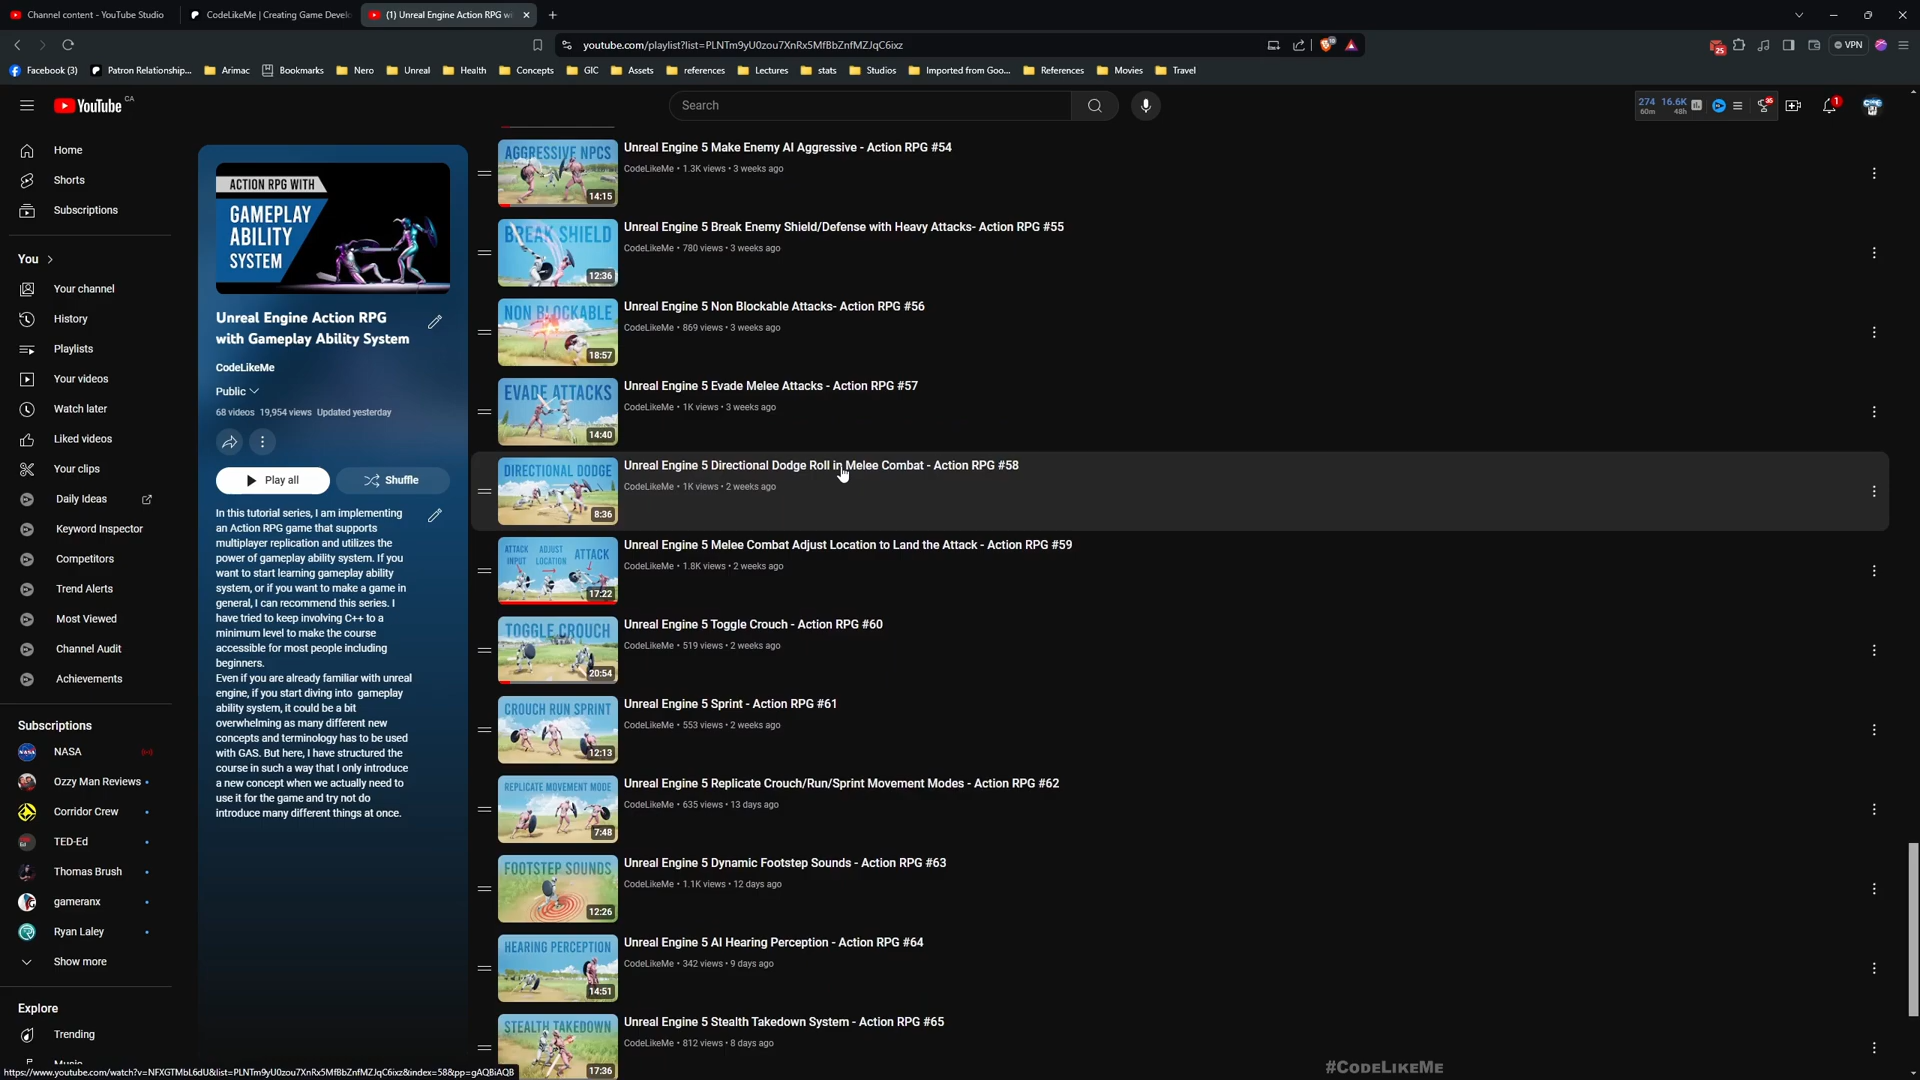 Channel content - YouTube Studio
CodeLikeMe | Creating Game Devel
(1) Unreal Engine Action RPG wi
youtube.com/playlist?list=PLNTm9yU0zou7XnRx5MfBbZnfMZJqC6ixz
25
VPN
Facebook (3)
Patron Relationship...
Arimac
Bookmarks
Nero
Unreal
Health
Concepts
GIC
Assets
references
Lectures
stats
Studios
Imported from Goo...
References
Movies
Travel
YouTube CA
Search
274 16.6K
60m 48h
1
Home
Shorts
Subscriptions
You
Your channel
History
Playlists
Your videos
Watch later
Liked videos
Your clips
Daily Ideas
Keyword Inspector
Competitors
Trend Alerts
Most Viewed
Channel Audit
Achievements
Subscriptions
NASA
Ozzy Man Reviews
Corridor Crew
TED-Ed
Thomas Brush
gameranx
Ryan Laley
Show more
Explore
Trending
Music
ACTION RPG WITH
GAMEPLAY
ABILITY
SYSTEM
Unreal Engine Action RPG
with Gameplay Ability System
CodeLikeMe
Public
68 videos 19,954 views Updated yesterday
Play all
Shuffle
In this tutorial series, I am implementing
an Action RPG game that supports
multiplayer replication and utilizes the
power of gameplay ability system. If you
want to start learning gameplay ability
system, or if you want to make a game in
general, I can recommend this series. I
have tried to keep involving C++ to a
minimum level to make the course
accessible for most people including
beginners.
Even if you are already familiar with unreal
engine, if you start diving into gameplay
ability system, it could be a bit
overwhelming as many different new
concepts and terminology has to be used
with GAS. But here, I have structured the
course in such a way that I only introduce
a new concept when we actually need to
use it for the game and try not do
introduce many different things at once.
AGGRESSIVE NPCS
14:15
Unreal Engine 5 Make Enemy AI Aggressive - Action RPG #54
CodeLikeMe • 1.3K views • 3 weeks ago
BREAK SHIELD
12:36
Unreal Engine 5 Break Enemy Shield/Defense with Heavy Attacks- Action RPG #55
CodeLikeMe • 780 views • 3 weeks ago
NON BLOCKABLE
18:57
Unreal Engine 5 Non Blockable Attacks- Action RPG #56
CodeLikeMe • 869 views • 3 weeks ago
EVADE ATTACKS
14:40
Unreal Engine 5 Evade Melee Attacks - Action RPG #57
CodeLikeMe • 1K views • 3 weeks ago
DIRECTIONAL DODGE
8:36
Unreal Engine 5 Directional Dodge Roll in Melee Combat - Action RPG #58
CodeLikeMe • 1K views • 2 weeks ago
ATTACK INPUT ADJUST LOCATION ATTACK
17:22
Unreal Engine 5 Melee Combat Adjust Location to Land the Attack - Action RPG #59
CodeLikeMe • 1.8K views • 2 weeks ago
TOGGLE CROUCH
20:54
Unreal Engine 5 Toggle Crouch - Action RPG #60
CodeLikeMe • 519 views • 2 weeks ago
CROUCH RUN SPRINT
12:13
Unreal Engine 5 Sprint - Action RPG #61
CodeLikeMe • 553 views • 2 weeks ago
REPLICATE MOVEMENT MODE
7:48
Unreal Engine 5 Replicate Crouch/Run/Sprint Movement Modes - Action RPG #62
CodeLikeMe • 635 views • 13 days ago
FOOTSTEP SOUNDS
12:26
Unreal Engine 5 Dynamic Footstep Sounds - Action RPG #63
CodeLikeMe • 1.1K views • 12 days ago
HEARING PERCEPTION
14:51
Unreal Engine 5 AI Hearing Perception - Action RPG #64
CodeLikeMe • 342 views • 9 days ago
STEALTH TAKEDOWN
17:36
Unreal Engine 5 Stealth Takedown System - Action RPG #65
CodeLikeMe • 812 views • 8 days ago
#CodeLikeMe
https://www.youtube.com/watch?v=NFXGTMbL6dU&list=PLNTm9yU0zou7XnRx5MfBbZnfMZJqC6ixz&index=58&pp=gAQBiAQB